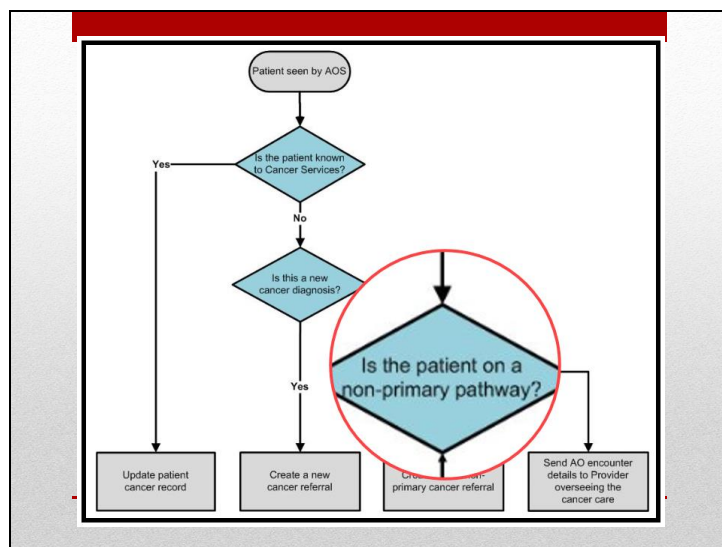 Patient seen by AOS
Is the patient known
to Cancer Services?
Yes
No
Is this a new
cancer diagnosis?
Is the patient on a
non-primary pathway?
Yes
Update patient
cancer record
Create a new
cancer referral
primary cancer referral
Send AO encounter
details to Provider
overseeing the
cancer care